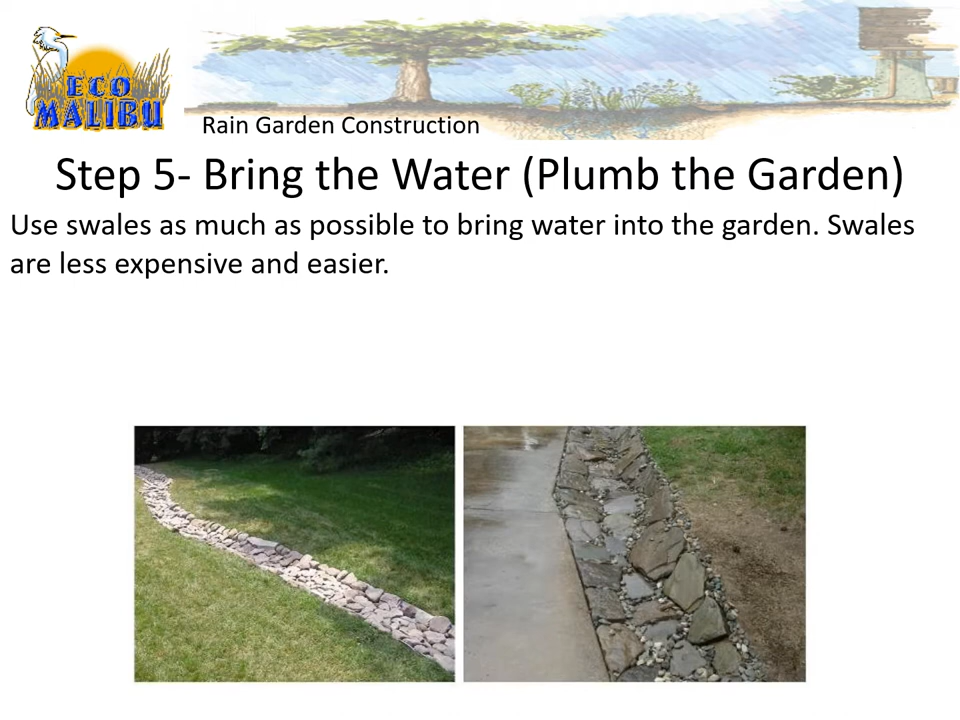 ECO
MALIBU
Rain Garden Construction
Step 5- Bring the Water (Plumb the Garden)
Use swales as much as possible to bring water into the garden. Swales
are less expensive and easier.